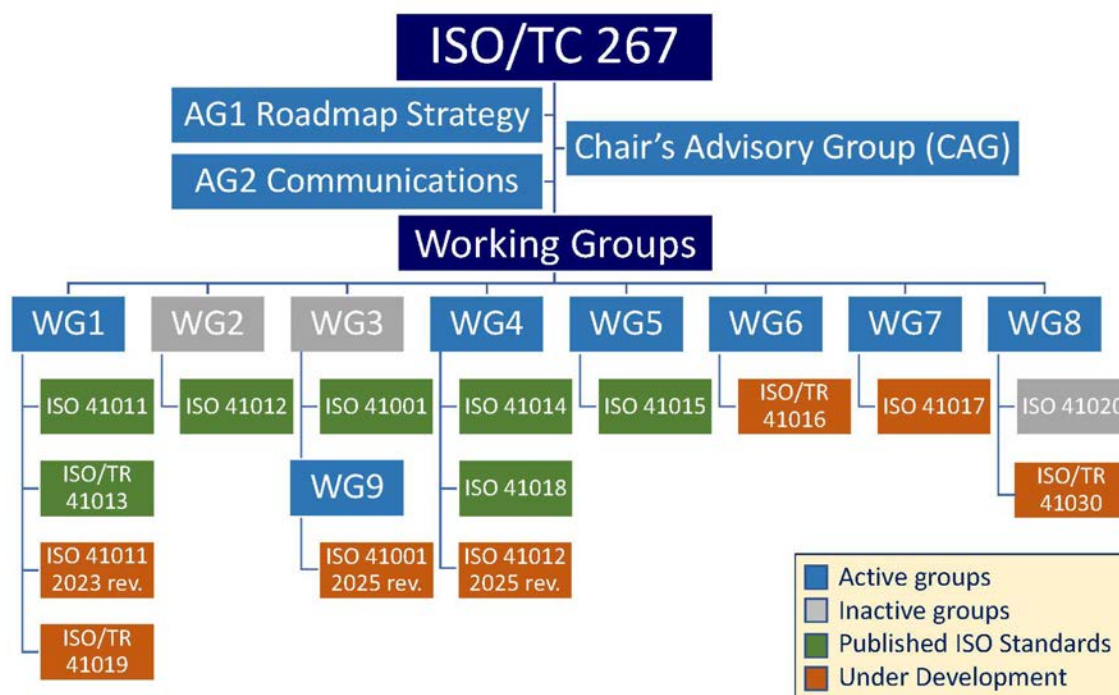 ISO/TC 267
AG1 Roadmap Strategy
Chair's Advisory Group (CAG)
AG2 Communications
Working Groups
WG1
WG2
WG3
WG4
WG5
WG6
WG7
WG8
ISO 41011
ISO 41012
ISO 41001
ISO 41014
ISO 41015
ISO/TR
41016
ISO 41017
ISO 41020
ISO/TR
41013
WG9
ISO 41018
ISO/TR
41030
ISO 41011
2023 rev.
ISO 41001
2025 rev.
ISO 41012
2025 rev.
ISO/TR
41019
Active groups
Inactive groups
Published ISO Standards
Under Development